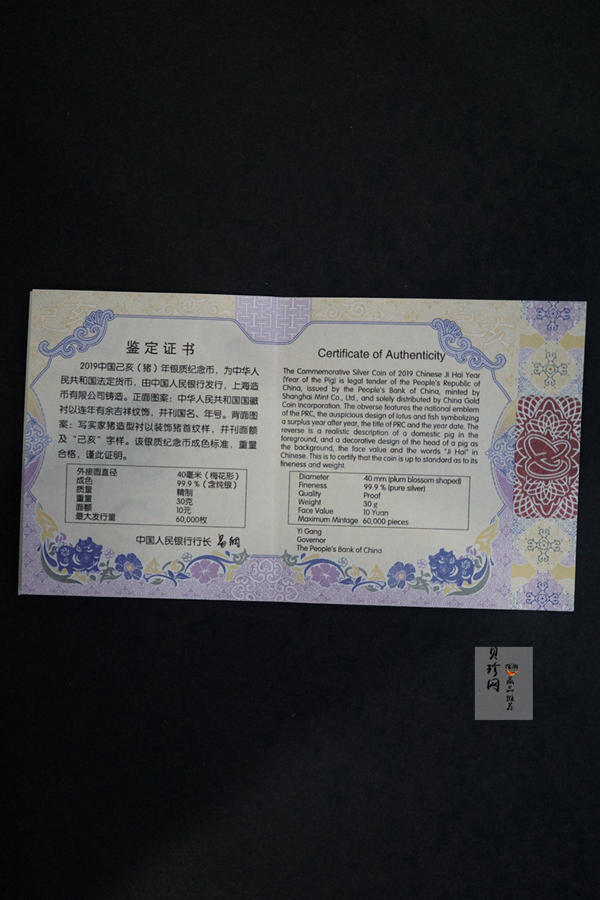 鉴定证书
2019中国己亥（猪）年银质纪念币，为中华人
民共和国法定货币，由中国人民银行发行，上海造
币有限公司铸造。正面图案：中华人民共和国国徽
衬以连年有余吉祥纹饰，并刊国名、年号。背面图
案：写实家猪造型衬以装饰猪首纹样，并刊面额
及“己亥”字样。该银质纪念币成色标准，重量
合格，谨此证明。
外接圆直径 40毫米（梅花形）
成色 99.9％（含纯银）
质量 精制
重量 30克
面额 10元
最大发行量 60,000枚
中国人民银行行长 易纲
Certificate of Authenticity
The Commemorative Silver Coin of 2019 Chinese Ji Hai Year
(Year of the Pig) is legal tender of the People's Republic of
China, issued by the People's Bank of China, minted by
Shanghai Mint Co., Ltd., and solely distributed by China Gold
Coin Incorporation. The obverse features the national emblem
of the PRC, the auspicious design of lotus and fish symbolizing
a surplus year after year, the title of PRC and the year date. The
reverse is a realistic description of a domestic pig in the
foreground, and a decorative design of the head of a pig as
the background, the face value and the words "Ji Hai" in
Chinese. This is to certify that the coin is up to standard as to its
fineness and weight.
Diameter 40 mm (plum blossom shaped)
Fineness 99.9 % (pure silver)
Quality Proof
Weight 30 g
Face Value 10 Yuan
Maximum Mintage 60,000 pieces
Yi Gang
Governor
The People's Bank of China
贝珍网
藏品推荐